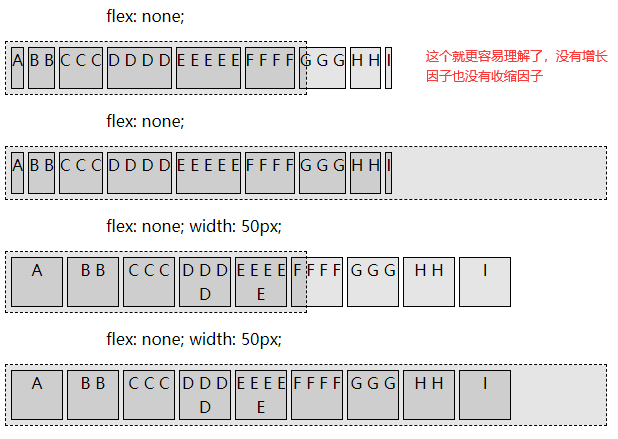 flex: none;
A B B C C C D D D D E E E E E F F F F G G G H H I
这个就更容易理解了，没有增长
因子也没有收缩因子
flex: none;
A B B C C C D D D D E E E E E F F F F G G G H H I
flex: none; width: 50px;
A B B C C C D D D E E E E F F F F G G G H H I
D E
flex: none; width: 50px;
A B B C C C D D D E E E E F F F F G G G H H I
D E